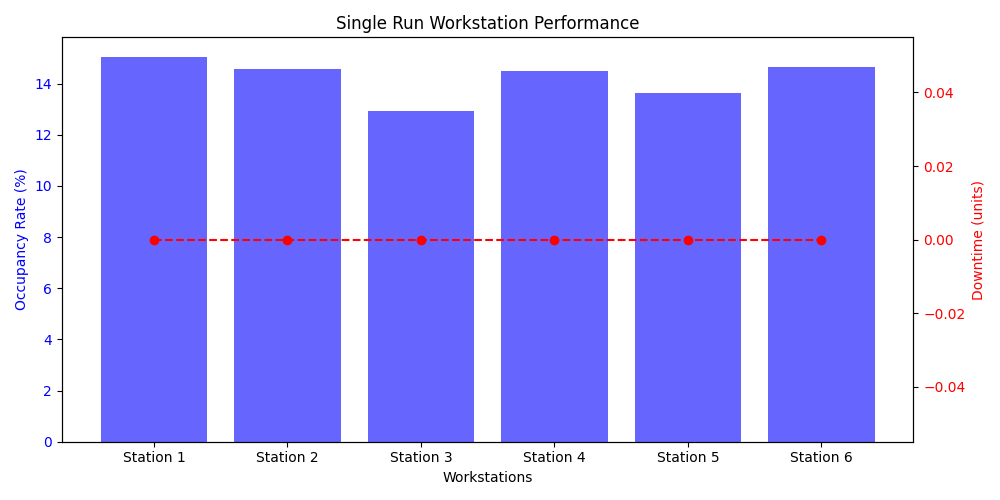 Single Run Workstation Performance
Occupancy Rate (%)
14
12
10
8
6
4
2
0
0.04
0.02
0.00
−0.02
−0.04
Downtime (units)
Station 1 Station 2 Station 3 Station 4 Station 5 Station 6
Workstations